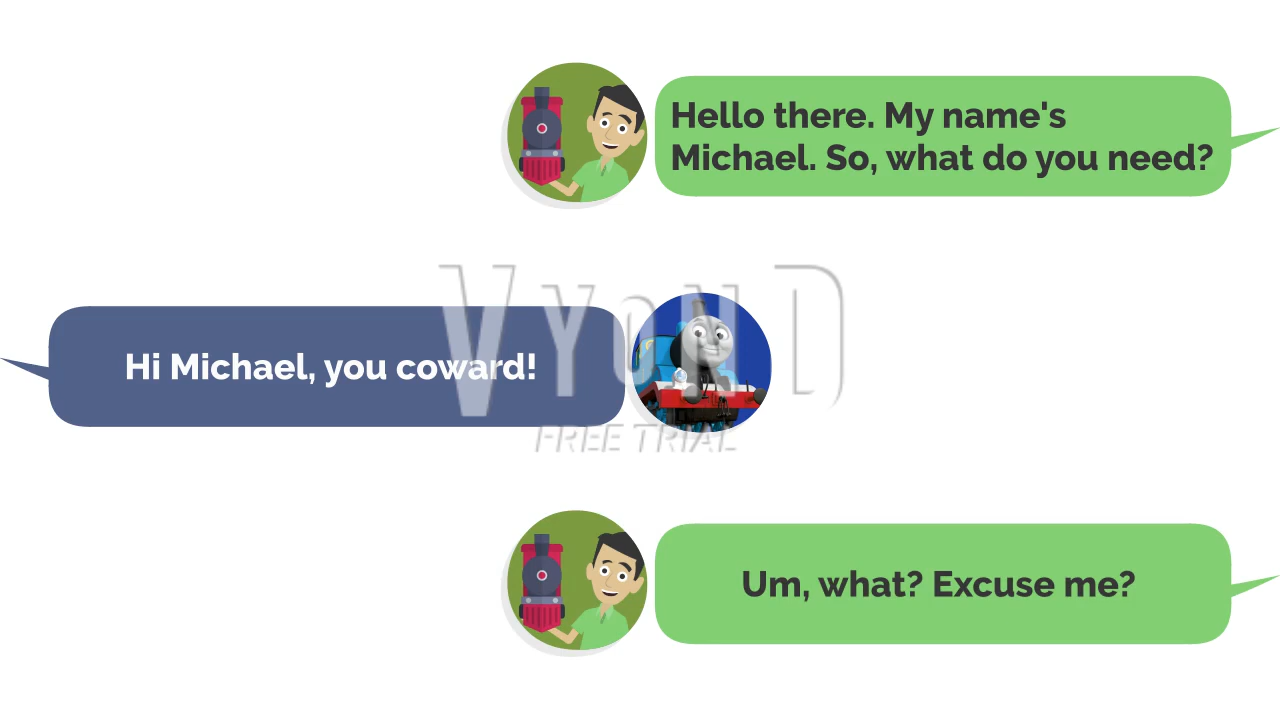 Hello there. My name's
Michael. So, what do you need?
Hi Michael, you coward!
VYOND
FREE TRIAL
Um, what? Excuse me?